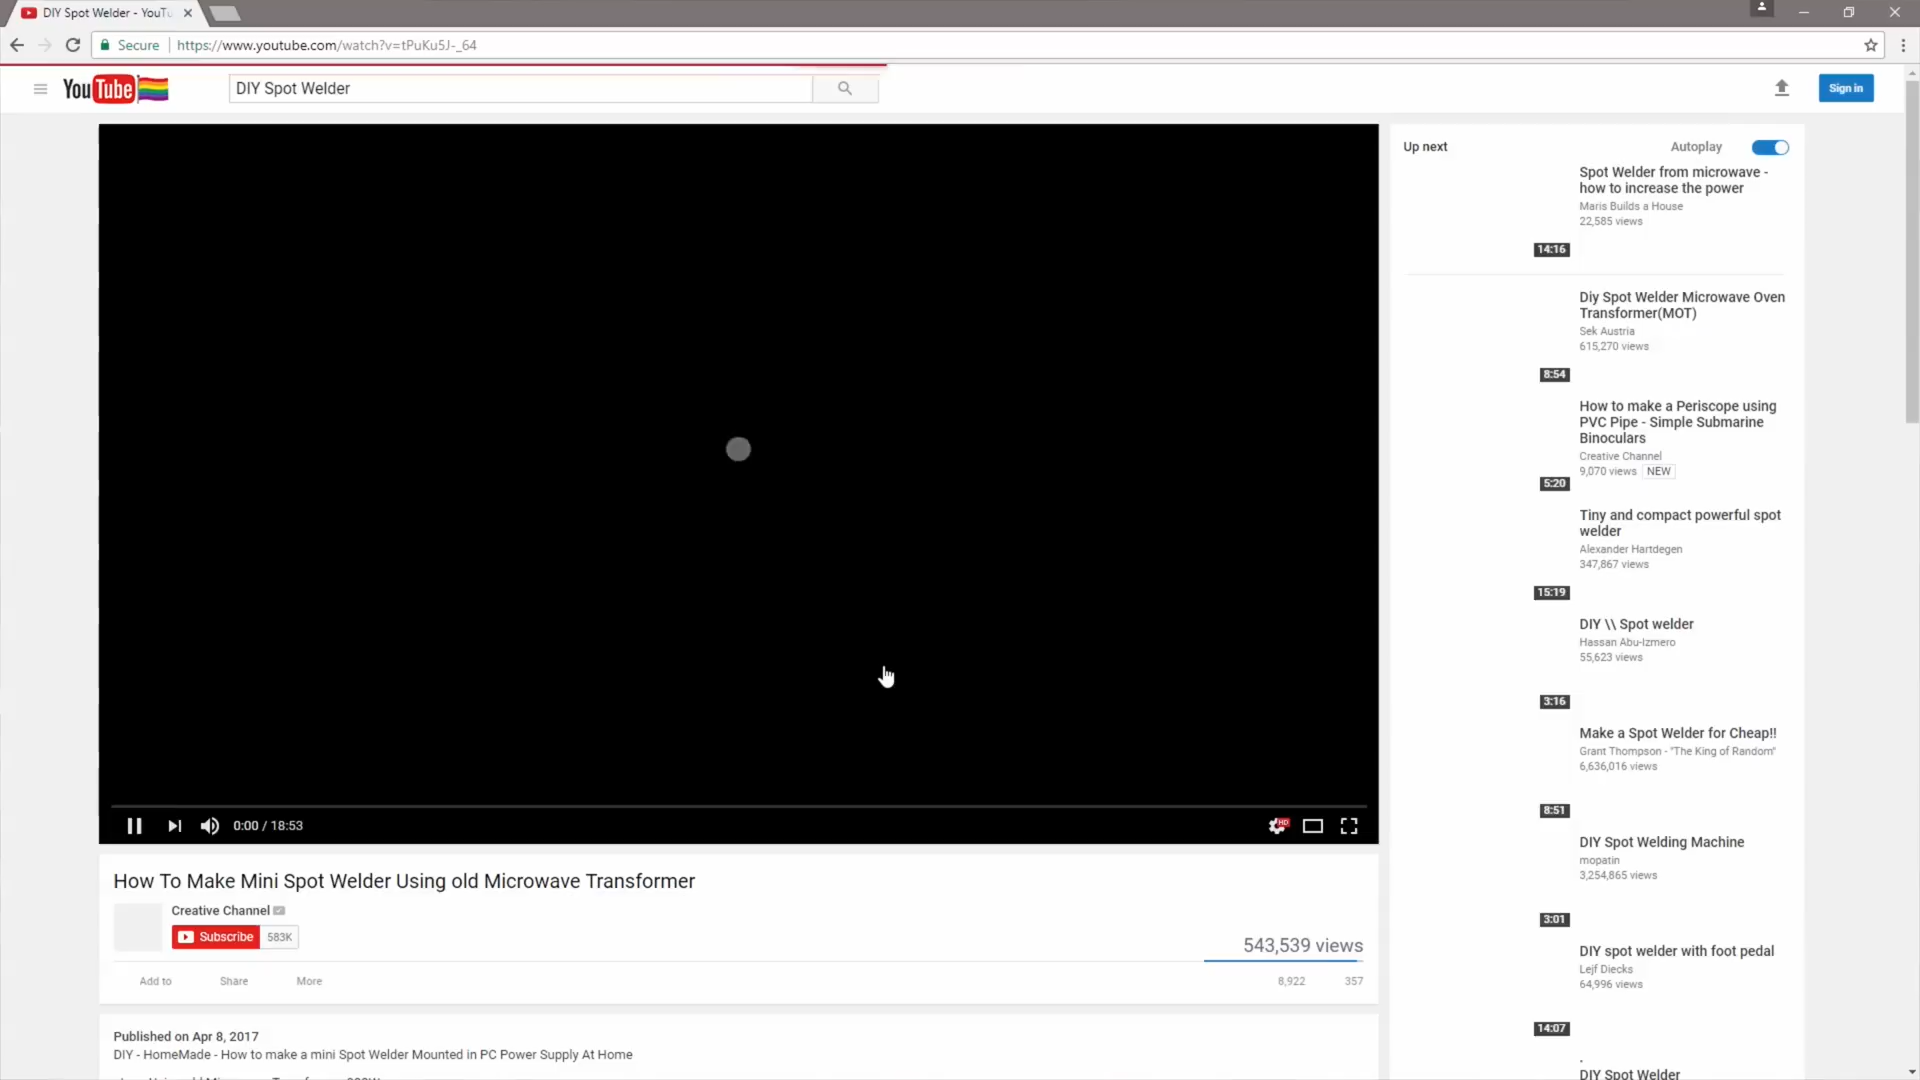 DIY Spot Welder - YouTu
Secure
https://www.youtube.com/watch?v=tPuKu5J-_64
YouTube
DIY Spot Welder
Sign in
0:00 / 18:53
HD
How To Make Mini Spot Welder Using old Microwave Transformer
Creative Channel
Subscribe
583K
543,539 views
Add to
Share
More
8,922
357
Published on Apr 8, 2017
DIY - HomeMade - How to make a mini Spot Welder Mounted in PC Power Supply At Home
Up next
Autoplay
Spot Welder from microwave -
how to increase the power
Maris Builds a House
22,585 views
14:16
Diy Spot Welder Microwave Oven
Transformer(MOT)
Sek Austria
615,270 views
8:54
How to make a Periscope using
PVC Pipe - Simple Submarine
Binoculars
Creative Channel
9,070 views NEW
5:20
Tiny and compact powerful spot
welder
Alexander Hartdegen
347,867 views
15:19
DIY \\ Spot welder
Hassan Abu-Izmero
55,623 views
3:16
Make a Spot Welder for Cheap!!
Grant Thompson - "The King of Random"
6,636,016 views
8:51
DIY Spot Welding Machine
mopatin
3,254,865 views
3:01
DIY spot welder with foot pedal
Lejf Diecks
64,996 views
14:07
DIY Spot Welder